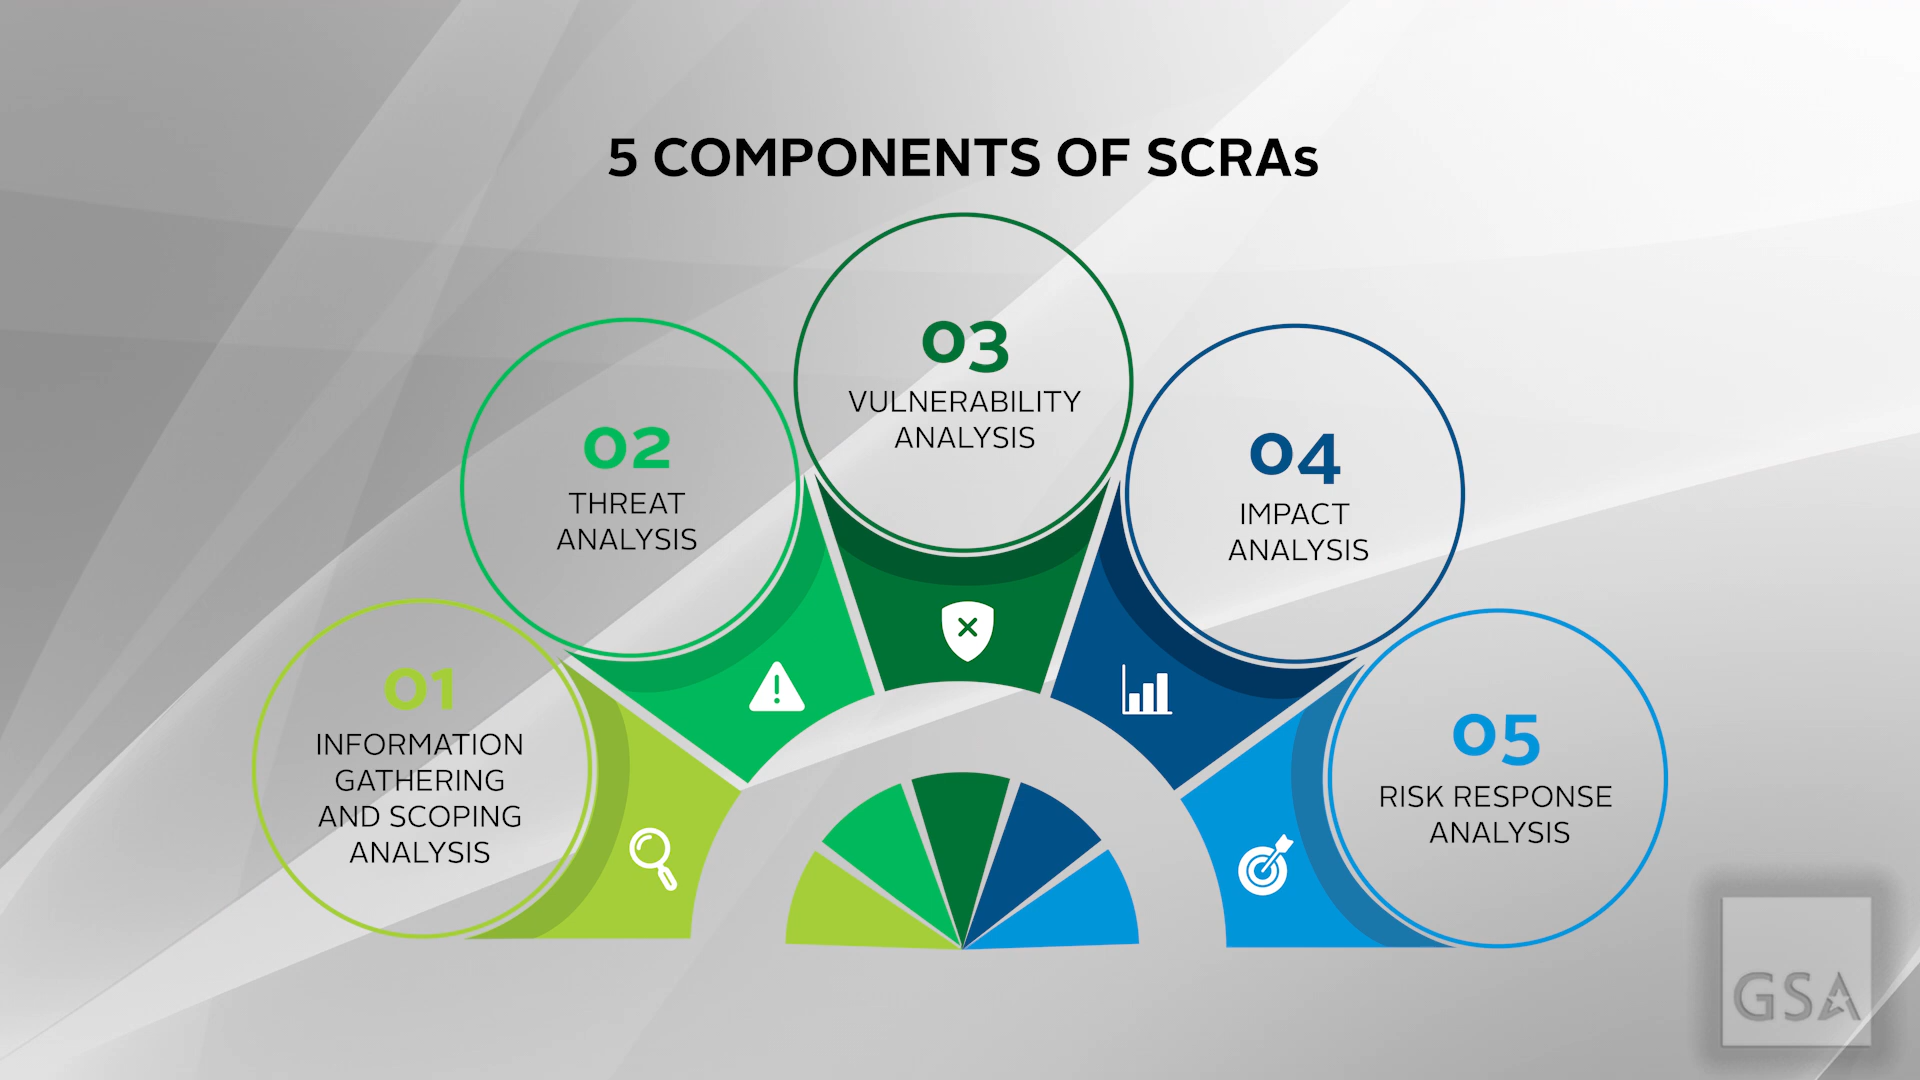 5 COMPONENTS OF SCRAs
01
INFORMATION
GATHERING
AND SCOPING
ANALYSIS
02
THREAT
ANALYSIS
03
VULNERABILITY
ANALYSIS
04
IMPACT
ANALYSIS
05
RISK RESPONSE
ANALYSIS
GSA